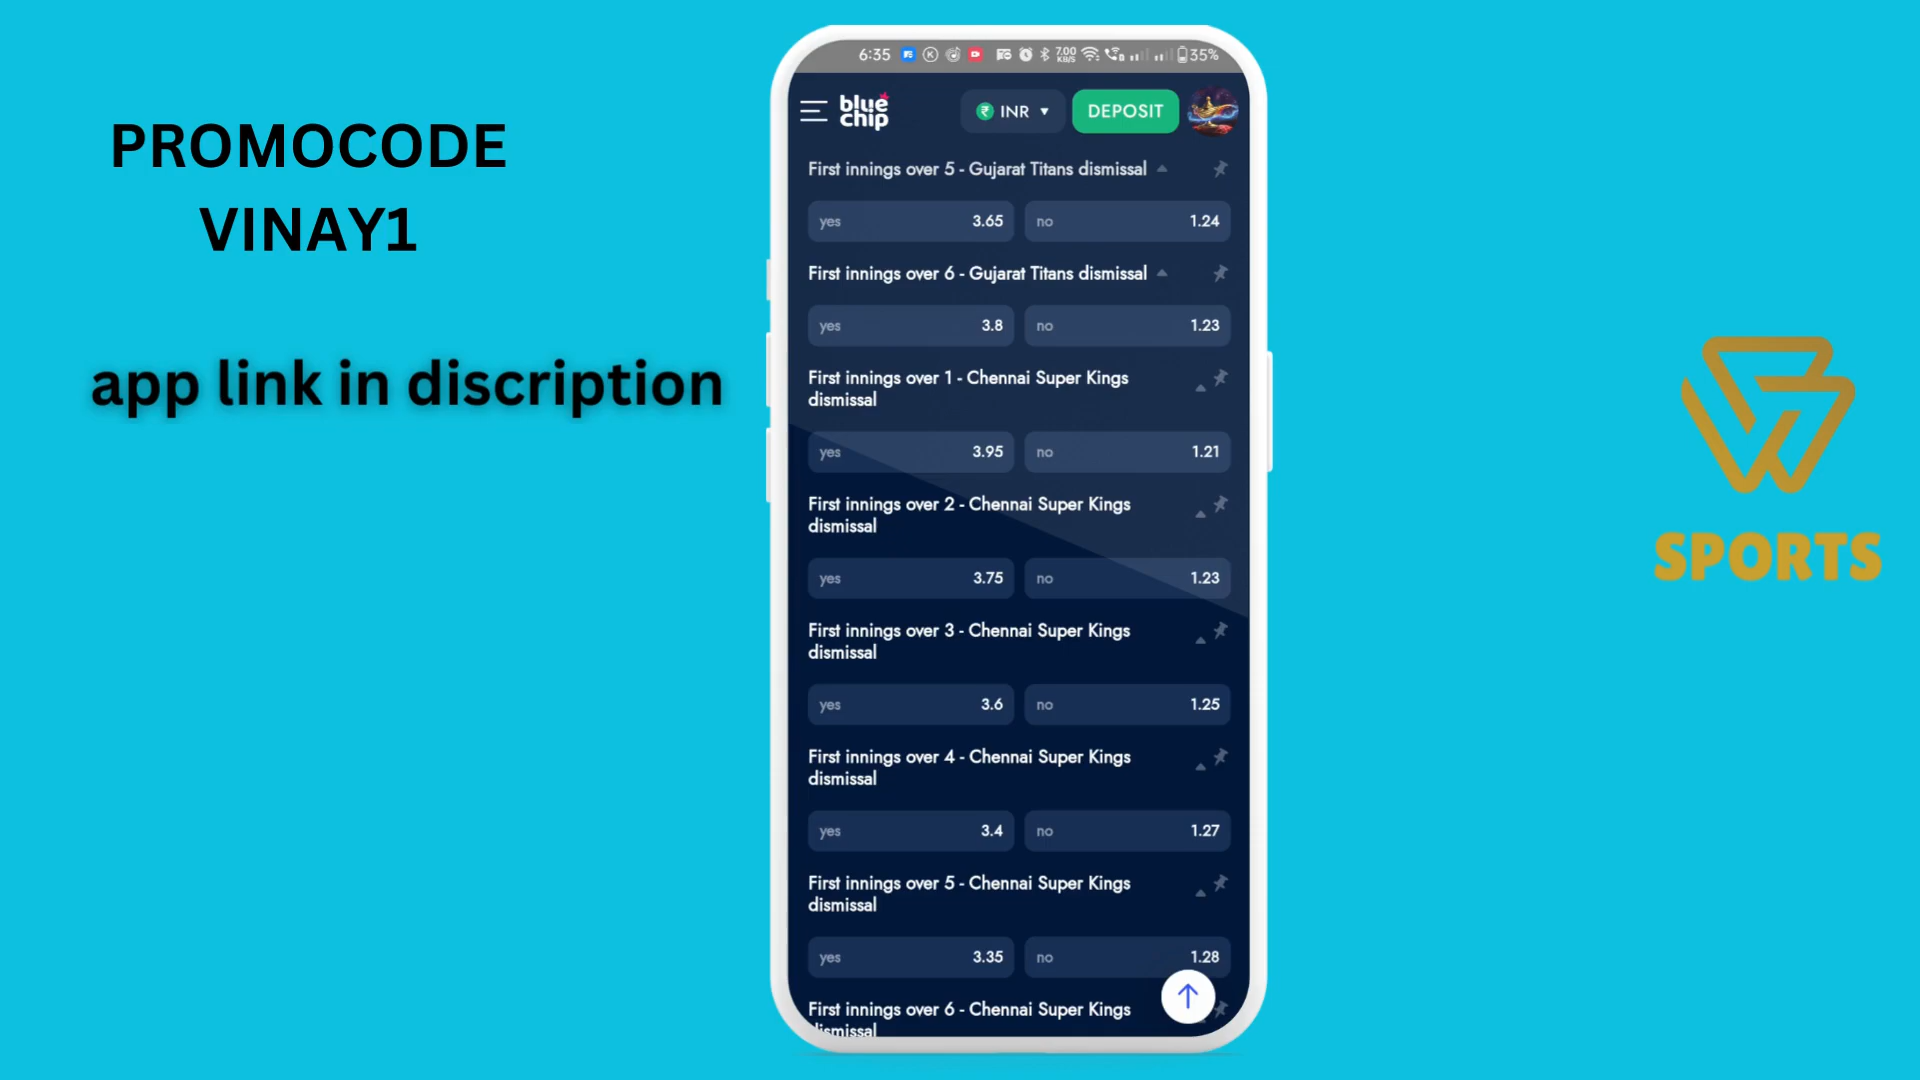 PROMOCODE
VINAY1
app link in discription
6:35
7.00
KB/S
35%
blue
chip
INR
DEPOSIT
First innings over 5 - Gujarat Titans dismissal
yes 3.65 no 1.24
First innings over 6 - Gujarat Titans dismissal
yes 3.8 no 1.23
First innings over 1 - Chennai Super Kings
dismissal
yes 3.95 no 1.21
First innings over 2 - Chennai Super Kings
dismissal
yes 3.75 no 1.23
First innings over 3 - Chennai Super Kings
dismissal
yes 3.6 no 1.25
First innings over 4 - Chennai Super Kings
dismissal
yes 3.4 no 1.27
First innings over 5 - Chennai Super Kings
dismissal
yes 3.35 no 1.28
First innings over 6 - Chennai Super Kings
dismissal
SPORTS